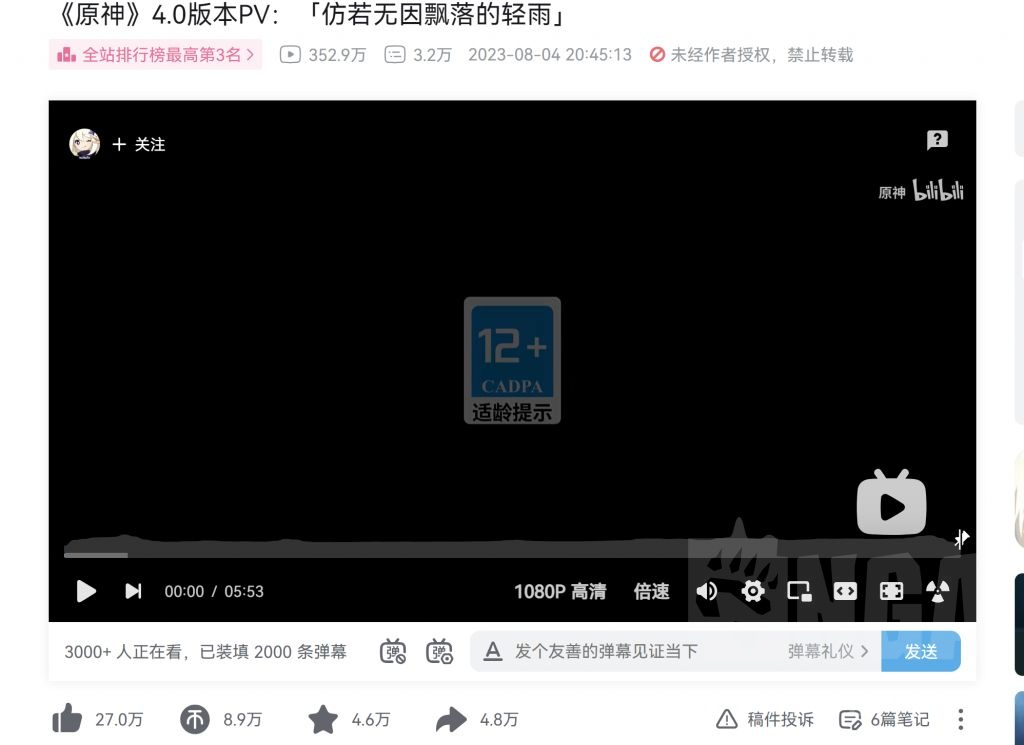 《原神》4.0版本PV：「仿若无因飘落的轻雨」
全站排行榜最高第3名 352.9万 3.2万 2023-08-04 20:45:13 未经作者授权，禁止转载
+ 关注
?
原神 bilibili
12+
CADPA
适龄提示
00:00 / 05:53 1080P 高清 倍速
NGA
3000+ 人正在看，已装填 2000 条弹幕 弹 弹 A 发个友善的弹幕见证当下 弹幕礼仪 发送
27.0万 币 8.9万 4.6万 4.8万 稿件投诉 6篇笔记